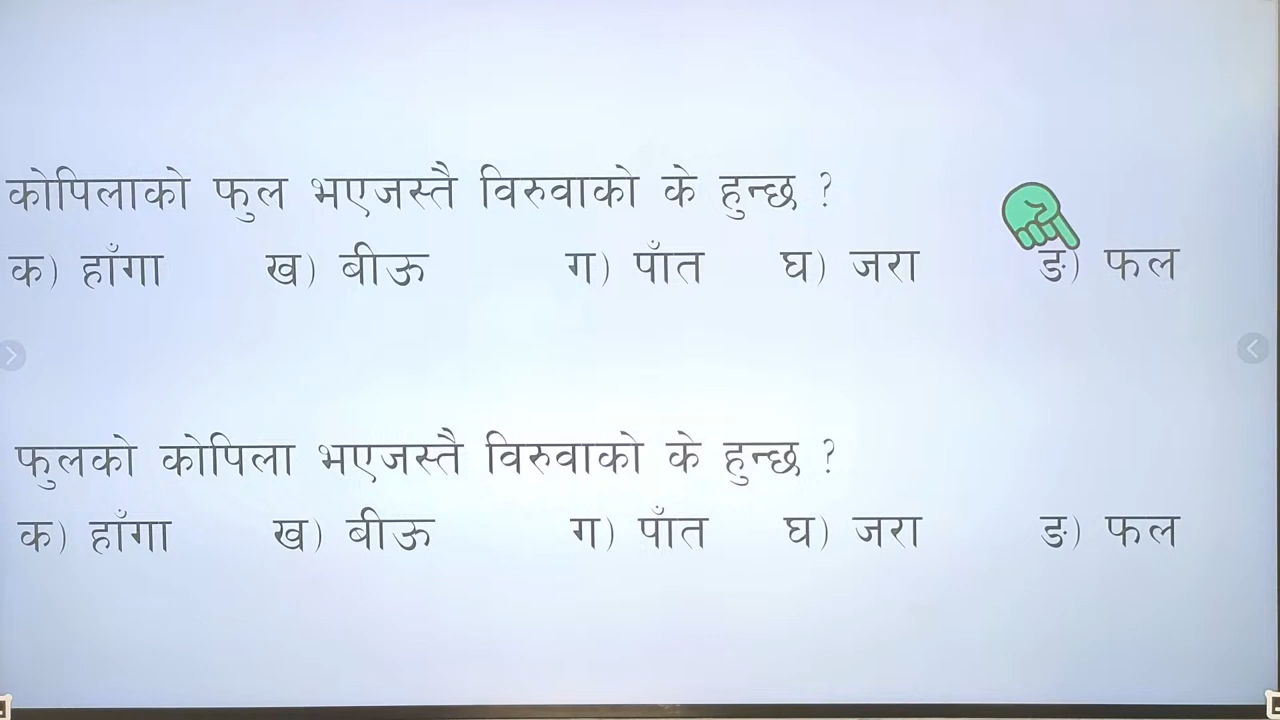 कोपिलाको फुल भएजस्तै विरुवाको के हुन्छ ?
क) हाँगा ख) बीऊ ग) पाँत घ) जरा ङ) फल
फुलको कोपिला भएजस्तै विरुवाको के हुन्छ ?
क) हाँगा ख) बीऊ ग) पाँत घ) जरा ङ) फल